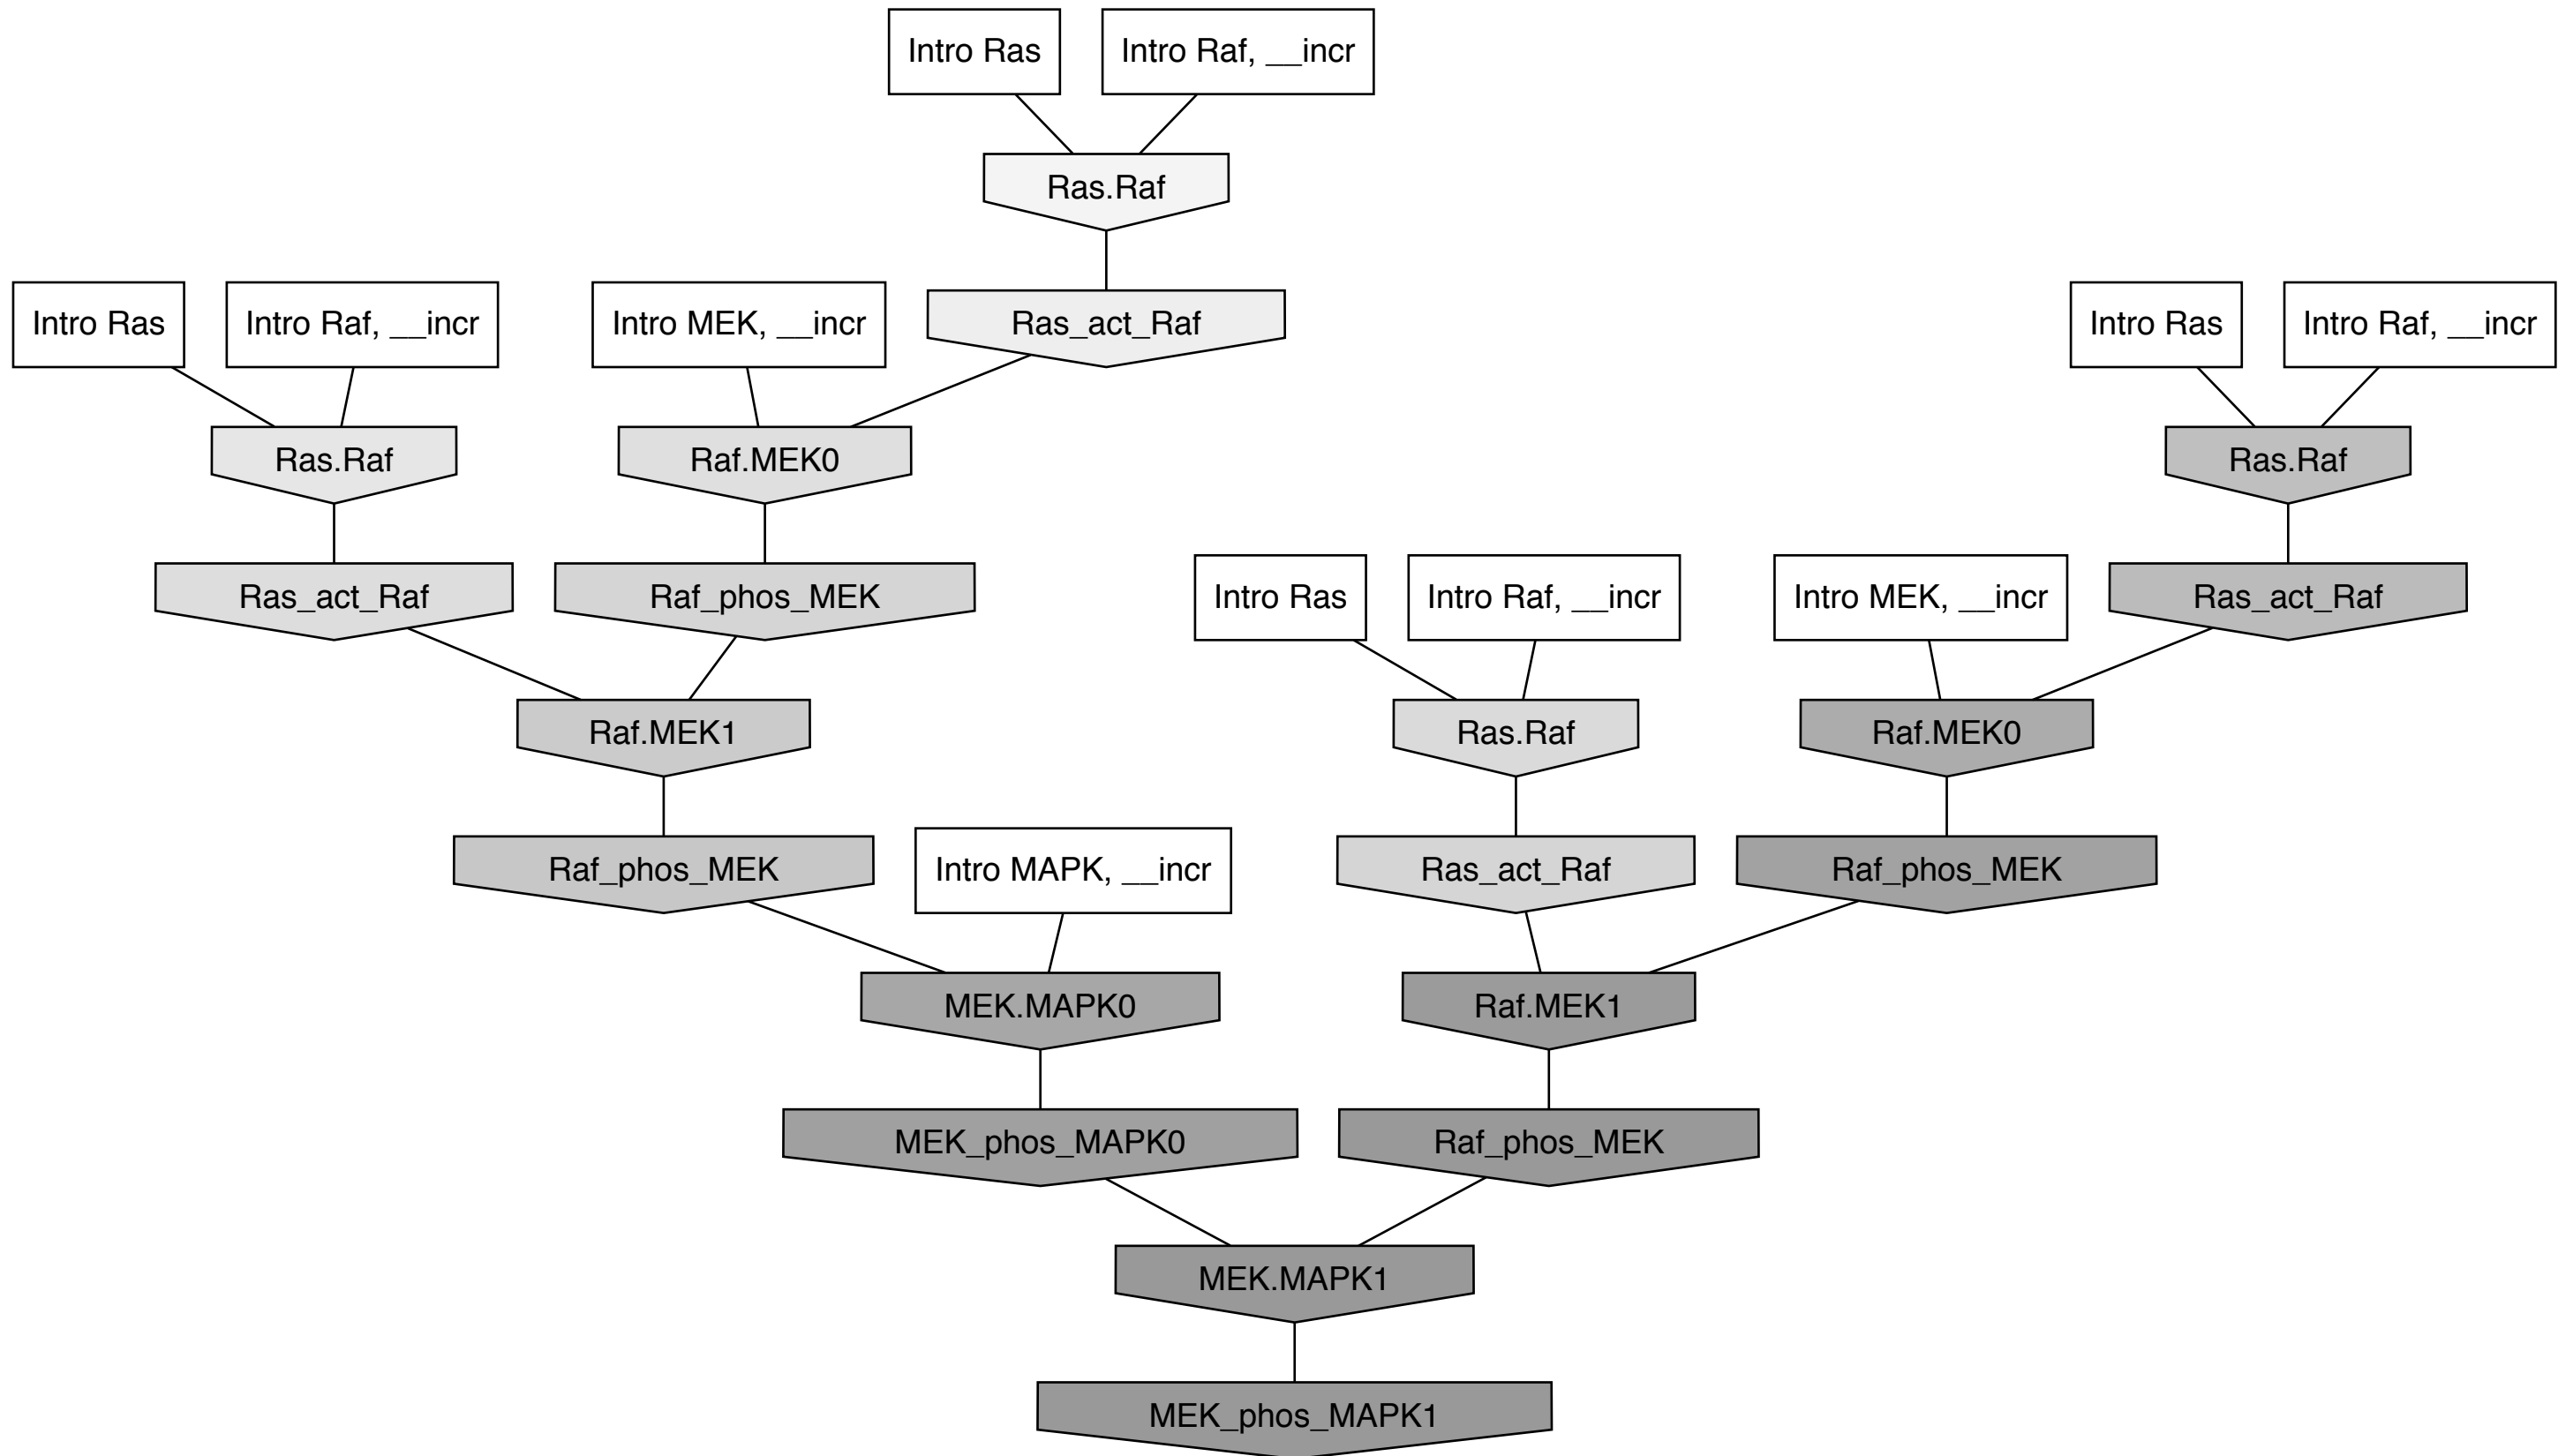 Intro Ras
Intro Raf, __incr
Ras.Raf
Intro Ras
Intro Raf, __incr
Intro MEK, __incr
Ras_act_Raf
Intro Ras
Intro Raf, __incr
Ras.Raf
Raf.MEK0
Ras.Raf
Ras_act_Raf
Raf_phos_MEK
Intro Ras
Intro Raf, __incr
Intro MEK, __incr
Ras_act_Raf
Raf.MEK1
Ras.Raf
Raf.MEK0
Raf_phos_MEK
Intro MAPK, __incr
Ras_act_Raf
Raf_phos_MEK
MEK.MAPK0
Raf.MEK1
MEK_phos_MAPK0
Raf_phos_MEK
MEK.MAPK1
MEK_phos_MAPK1